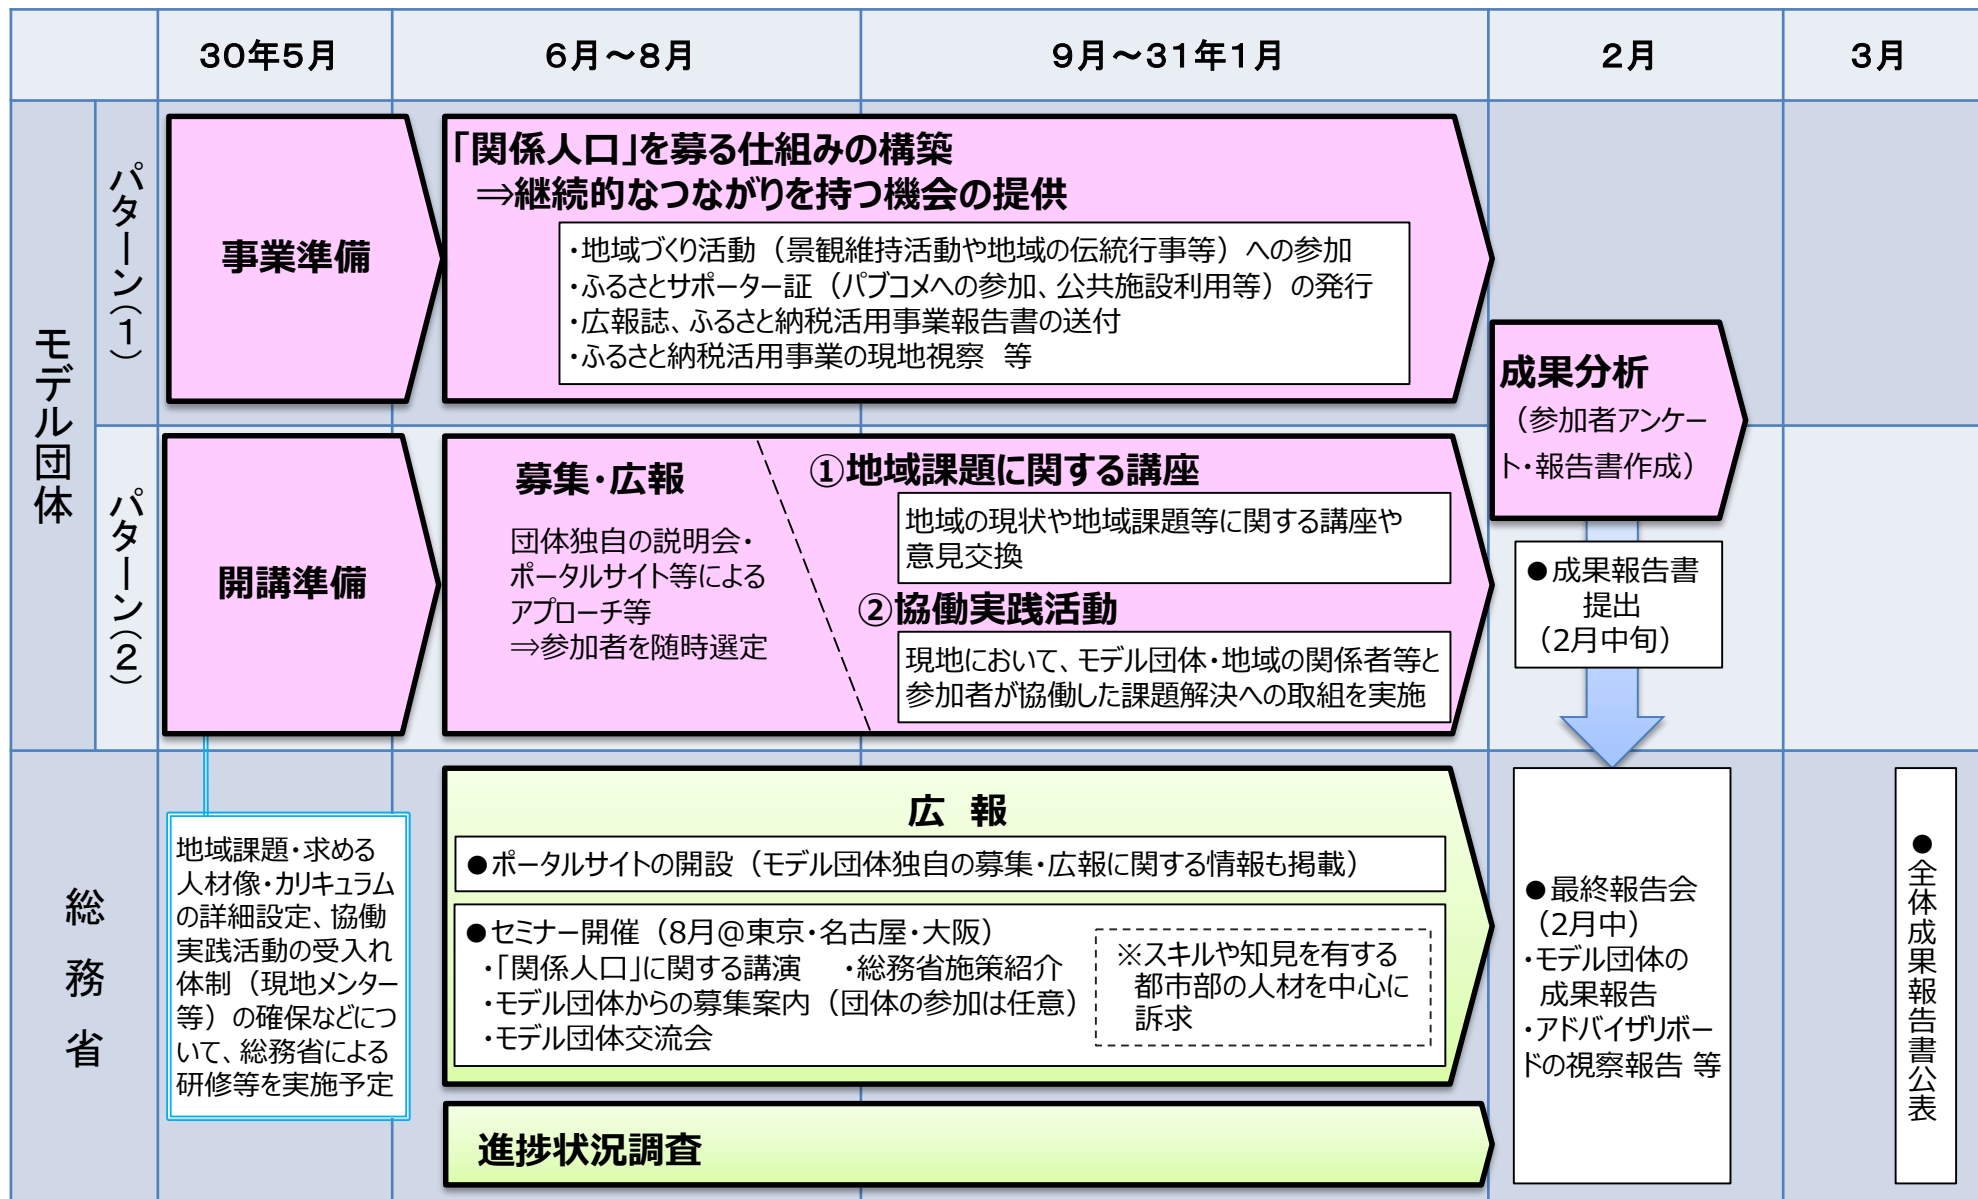 30年5月
6月～8月
9月～31年1月
2月
3月
モデル団体
パターン(1)
事業準備
「関係人口」を募る仕組みの構築
⇒継続的なつながりを持つ機会の提供
・地域づくり活動（景観維持活動や地域の伝統行事等）への参加
・ふるさとサポーター証（パブコメへの参加、公共施設利用等）の発行
・広報誌、ふるさと納税活用事業報告書の送付
・ふるさと納税活用事業の現地視察　等
パターン(2)
開講準備
募集・広報
団体独自の説明会・
ポータルサイト等による
アプローチ等
⇒参加者を随時選定
①地域課題に関する講座
地域の現状や地域課題等に関する講座や
意見交換
②協働実践活動
現地において、モデル団体・地域の関係者等と
参加者が協働した課題解決への取組を実施
成果分析
（参加者アンケー
ト・報告書作成）
●成果報告書
提出
（2月中旬）
総務省
地域課題・求める
人材像・カリキュラム
の詳細設定、協働
実践活動の受入れ
体制（現地メンター
等）の確保などにつ
いて、総務省による
研修等を実施予定
広 報
●ポータルサイトの開設（モデル団体独自の募集・広報に関する情報も掲載）
●セミナー開催（8月@東京・名古屋・大阪）
・「関係人口」に関する講演　・総務省施策紹介
・モデル団体からの募集案内（団体の参加は任意）
・モデル団体交流会
※スキルや知見を有する
都市部の人材を中心に
訴求
進捗状況調査
●最終報告会
（2月中）
・モデル団体の
成果報告
・アドバイザリボー
ドの視察報告 等
●全体成果報告書公表